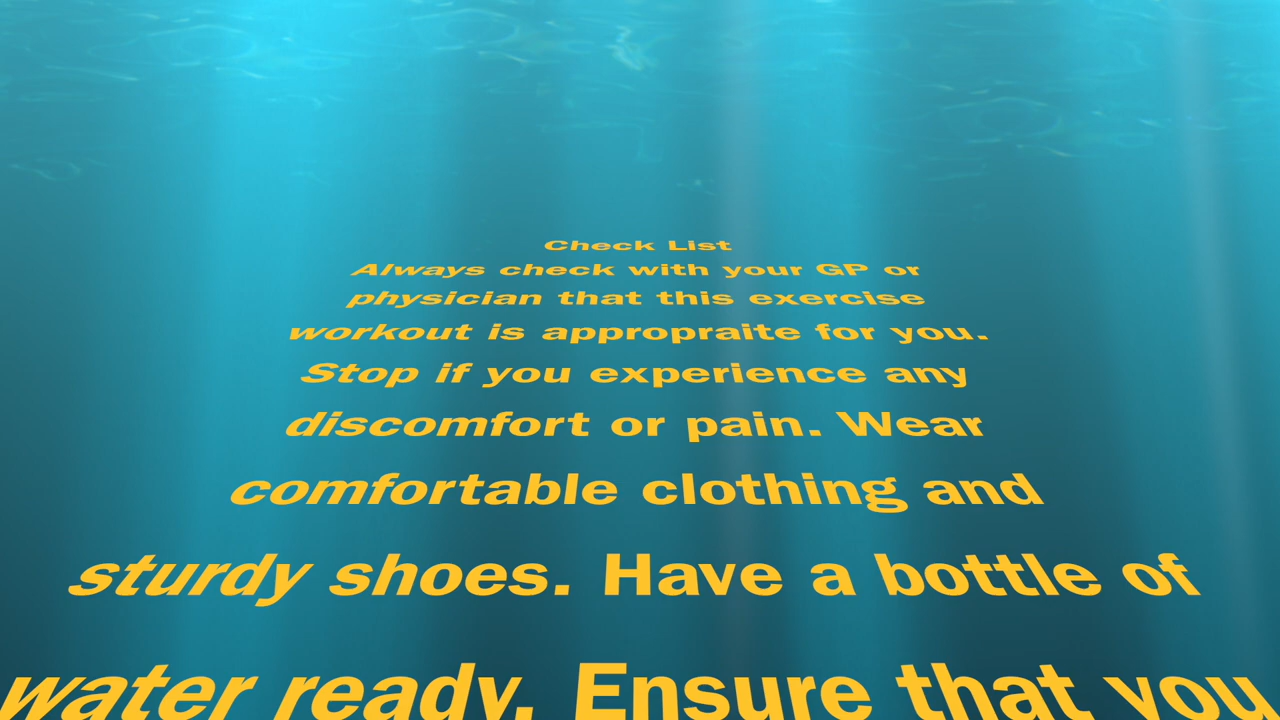 Check List
Always check with your GP or
physician that this exercise
workout is appropraite for you.
Stop if you experience any
discomfort or pain. Wear
comfortable clothing and
sturdy shoes. Have a bottle of
water ready. Ensure that you